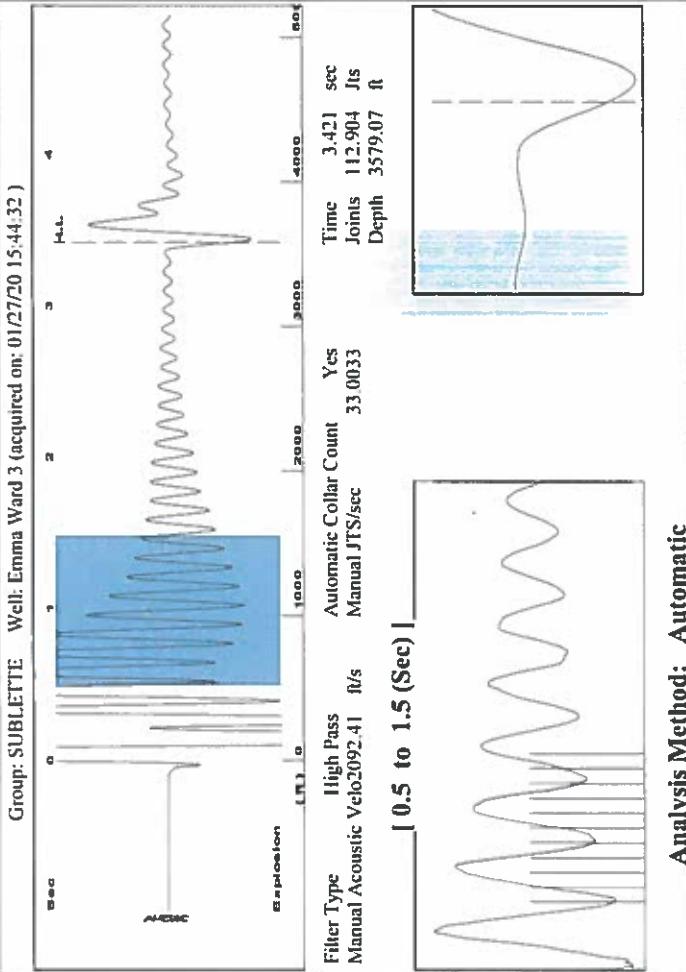 Group: SUBLETTE Well: Emma Ward 3 (acquired on: 01/27/20 15:44:32 )
Sec 0 1 2 3 4
Explosion
(ft) 0 1000 2000 3000 4000
Filter Type High Pass Automatic Collar Count Yes Time 3.421 sec
Manual Acoustic Velo2092.41 ft/s Manual JTS/sec 33.0033 Joints 112.904 Jts
Depth 3579.07 ft
[ 0.5 to 1.5 (Sec) ]
Analysis Method: Automatic